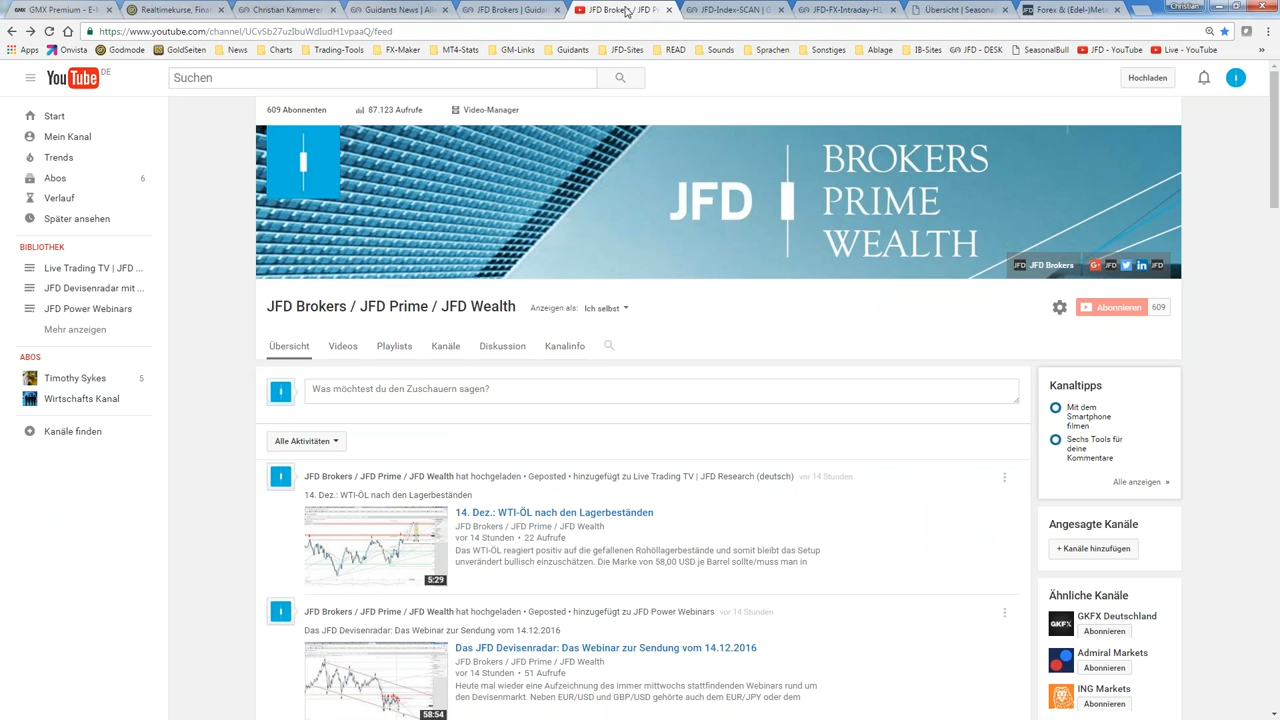 GMX Premium - E-M
Realtimekurse, Finan
Christian Kämmerer
Guidants News | Alle
JFD Brokers | Guidan
JFD Brokers / JFD P
JFD-Index-SCAN | G
JFD-FX-Intraday-H1
Übersicht | Seasonal
Forex & (Edel-)Metal
Christian
https://www.youtube.com/channel/UCvSb27uzIbuWdIudH1vpaaQ/feed
Apps
Onvista
Godmode
GoldSeiten
News
Charts
Trading-Tools
FX-Maker
MT4-Stats
GM-Links
Guidants
JFD-Sites
READ
Sounds
Sprachen
Sonstiges
Ablage
IB-Sites
JFD - DESK
SeasonalBull
JFD - YouTube
Live - YouTube
YouTube DE
Suchen
Hochladen
609 Abonnenten
87.123 Aufrufe
Video-Manager
Start
Mein Kanal
Trends
Abos 6
Verlauf
Später ansehen
BIBLIOTHEK
Live Trading TV | JFD ...
JFD Devisenradar mit ...
JFD Power Webinars
Mehr anzeigen
ABOS
Timothy Sykes 5
Wirtschafts Kanal
Kanäle finden
JFD
BROKERS
PRIME
WEALTH
JFD JFD Brokers
JFD
JFD
JFD Brokers / JFD Prime / JFD Wealth
Anzeigen als: Ich selbst
Abonnieren 609
Übersicht
Videos
Playlists
Kanäle
Diskussion
Kanalinfo
Was möchtest du den Zuschauern sagen?
Alle Aktivitäten
JFD Brokers / JFD Prime / JFD Wealth hat hochgeladen • Geposted • hinzugefügt zu Live Trading TV | JFD Research (deutsch) vor 14 Stunden
14. Dez.: WTI-ÖL nach den Lagerbeständen
14. Dez.: WTI-ÖL nach den Lagerbeständen
JFD Brokers / JFD Prime / JFD Wealth
vor 14 Stunden • 22 Aufrufe
Das WTI-ÖL reagiert positiv auf die gefallenen Rohöllagerbestände und somit bleibt das Setup
unverändert bullisch einzuschätzen. Die Marke von 58,00 USD je Barrel sollte/muss man in
5:29
JFD Brokers / JFD Prime / JFD Wealth hat hochgeladen • Geposted • hinzugefügt zu JFD Power Webinars vor 14 Stunden
Das JFD Devisenradar: Das Webinar zur Sendung vom 14.12.2016
Das JFD Devisenradar: Das Webinar zur Sendung vom 14.12.2016
JFD Brokers / JFD Prime / JFD Wealth
vor 14 Stunden • 51 Aufrufe
Heute mal wieder eine Aufzeichnung des immer mittwochs stattfindenden Webinars rund um
den Devisenmarkt. Neben EUR/USD und GBP/USD gehörte auch dem EUR/JPY oder dem
58:54
Kanaltipps
Mit dem
Smartphone
filmen
Sechs Tools für
deine
Kommentare
Alle anzeigen »
Angesagte Kanäle
+ Kanäle hinzufügen
Ähnliche Kanäle
GKFX
GKFX Deutschland
Abonnieren
Admiral Markets
Abonnieren
ING Markets
Abonnieren